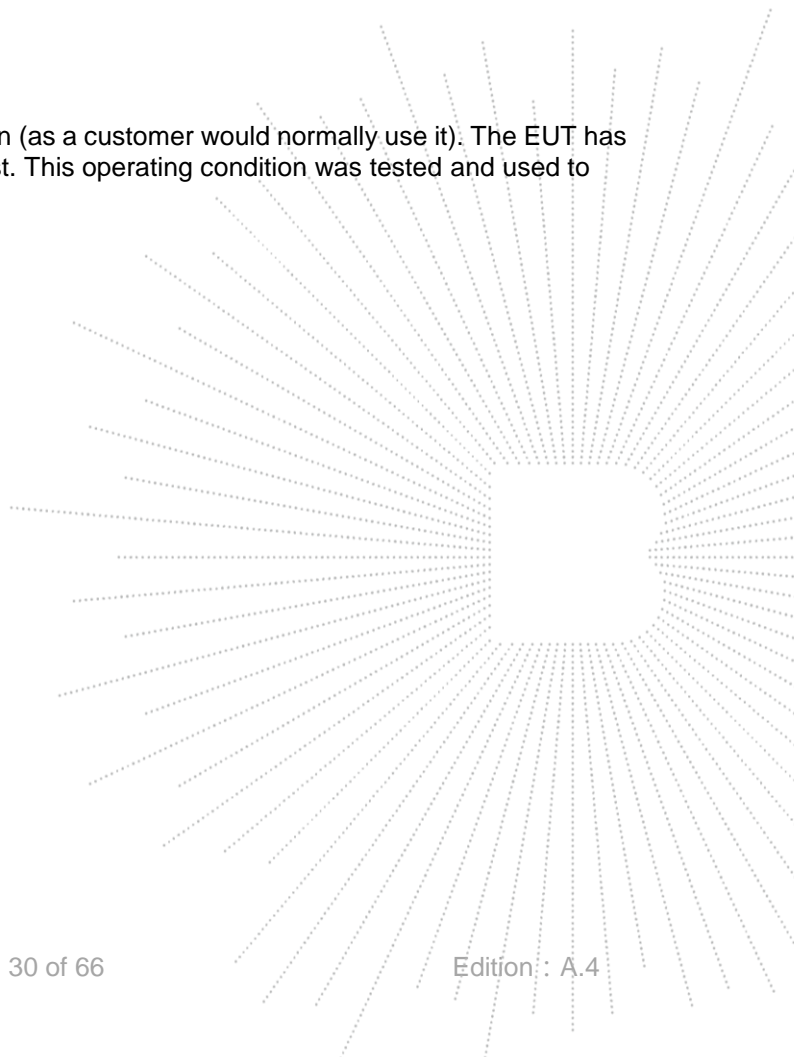 n (as a customer would normally use it). The EUT has
st. This operating condition was tested and used to
30 of 66 Edition : A.4